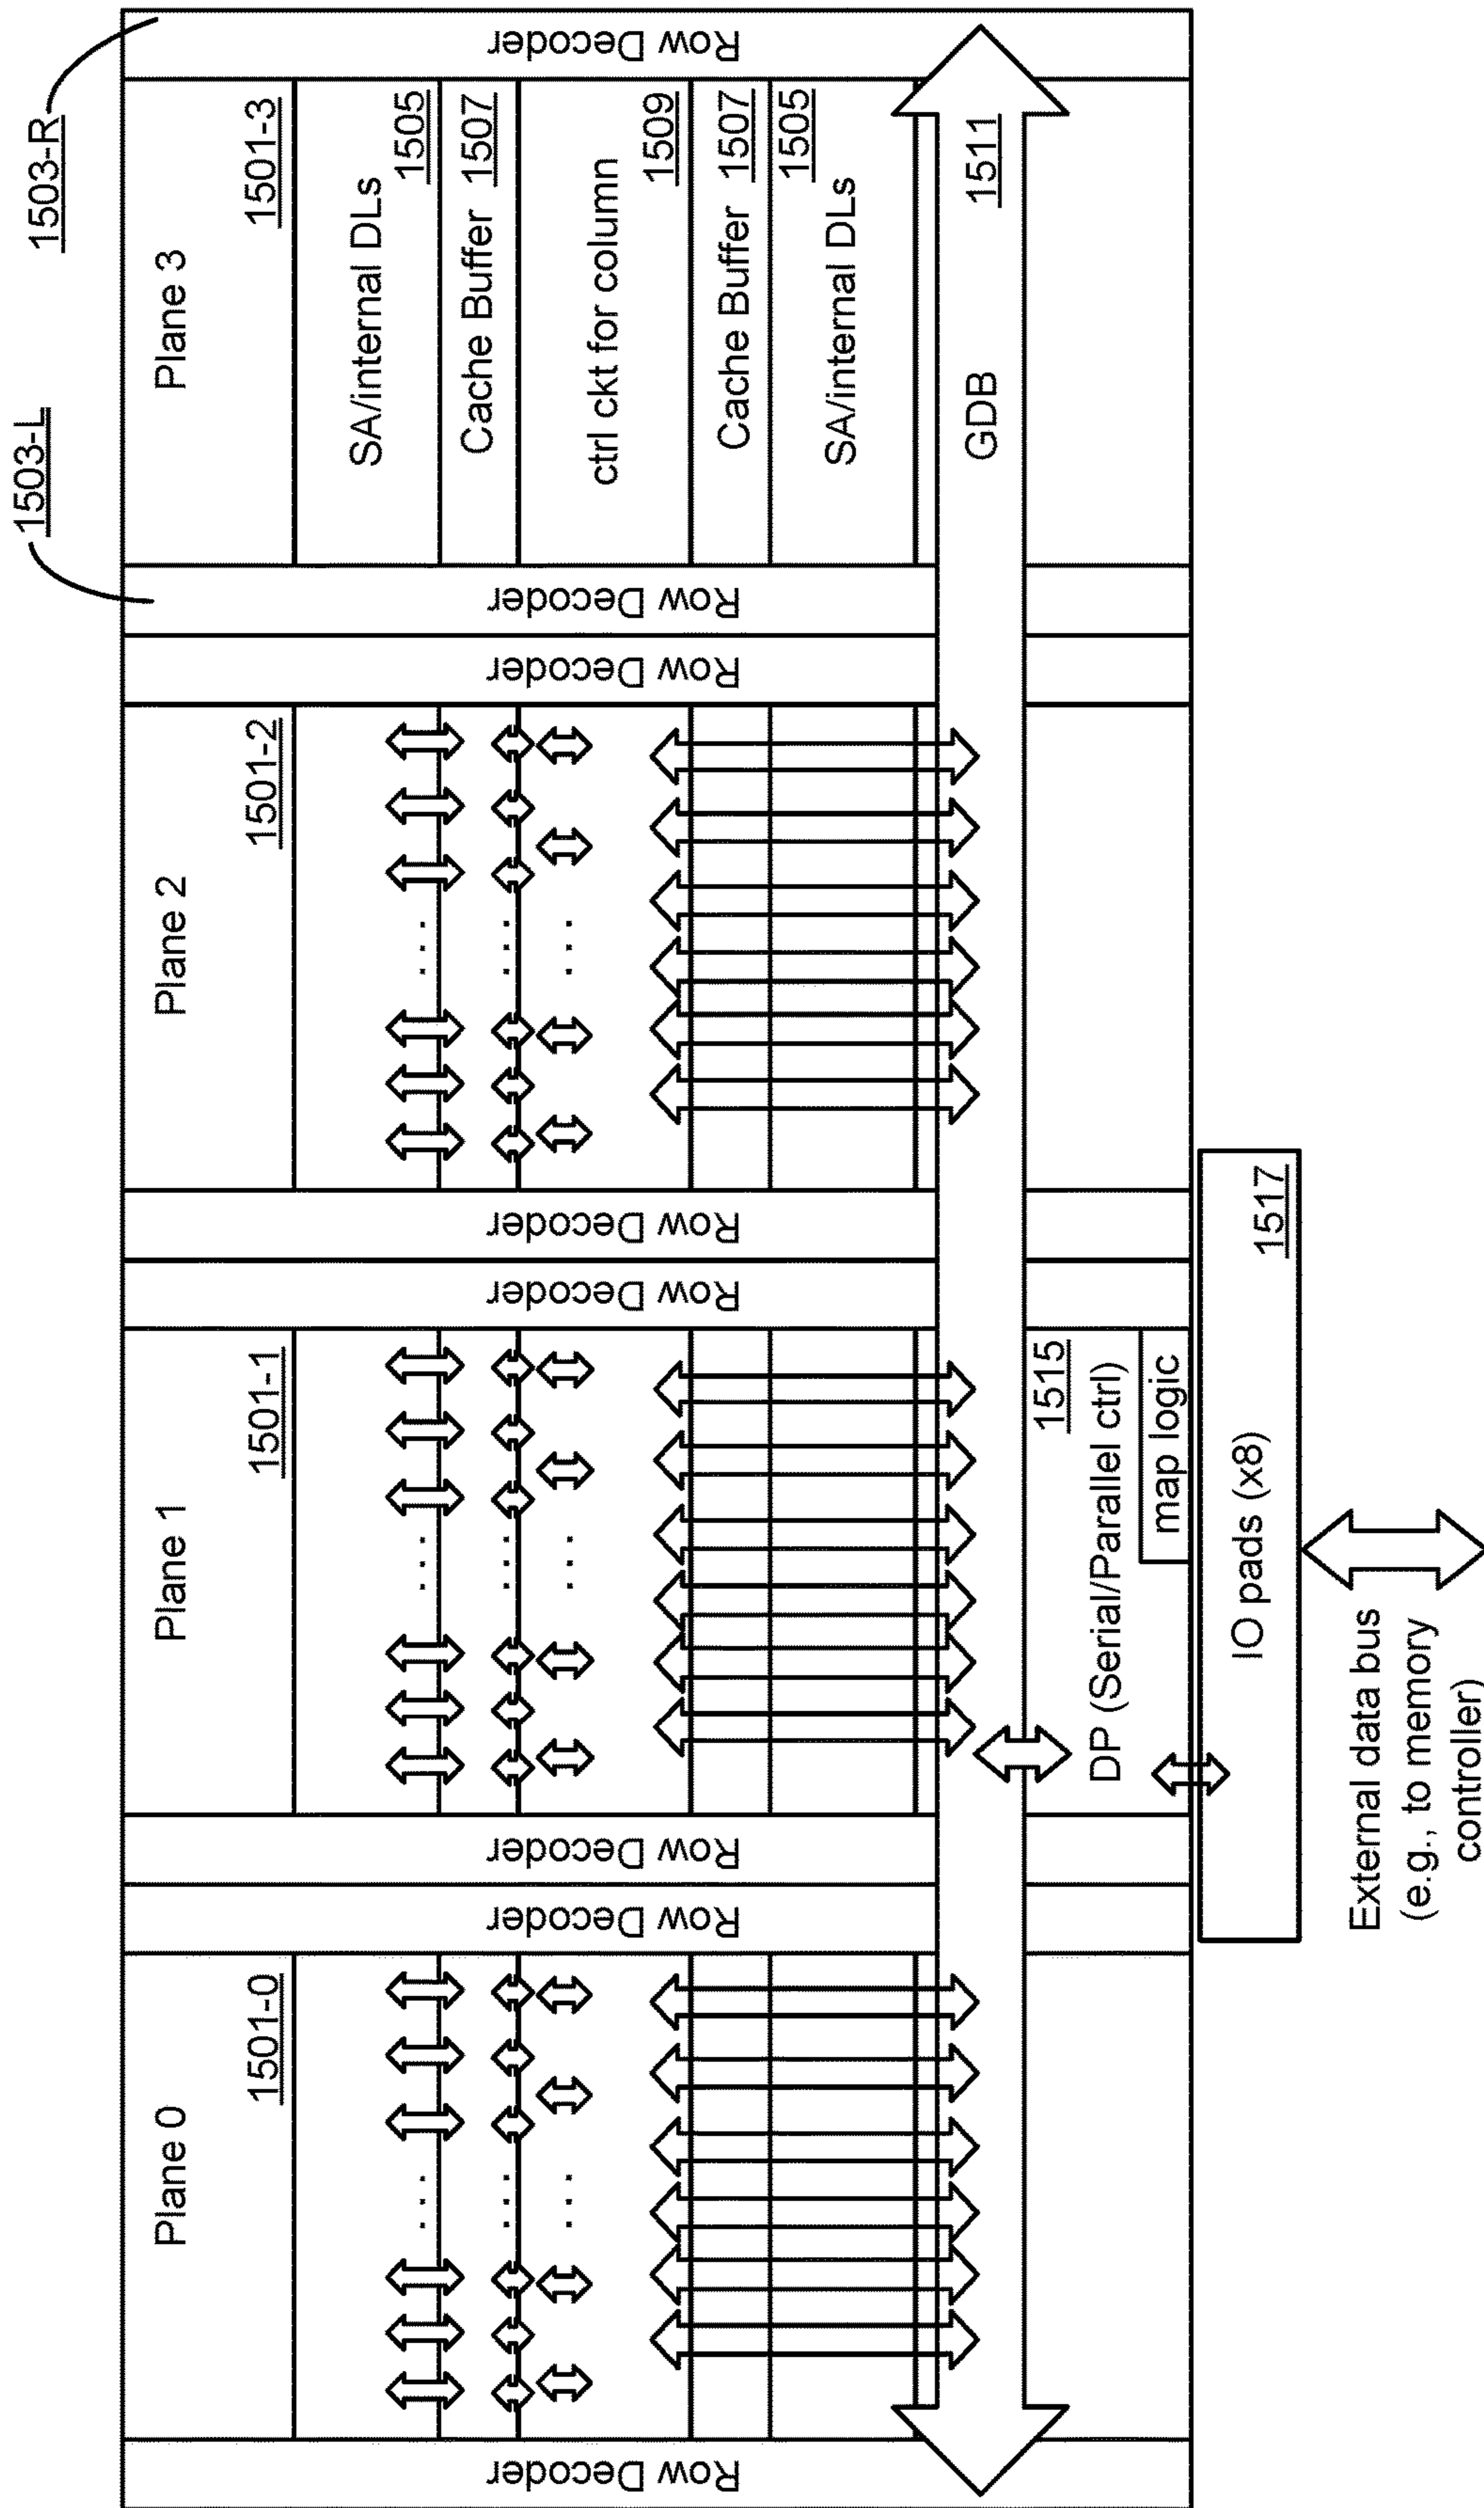 1503-L
1503-R
Plane 0
1501-0
Plane 1
1501-1
Plane 2
1501-2
Plane 3
1501-3
Row Decoder
Row Decoder
Row Decoder
Row Decoder
Row Decoder
Row Decoder
Row Decoder
Row Decoder
SA/internal DLs
1505
Cache Buffer 1507
ctrl ckt for column
1509
Cache Buffer 1507
SA/internal DLs
1505
. . .
. . .
. . .
. . .
. . .
. . .
. . .
. . .
. . .
GDB
1511
1515
DP (Serial/Parallel ctrl)
map logic
IO pads (x8)
1517
External data bus
(e.g., to memory
controller)